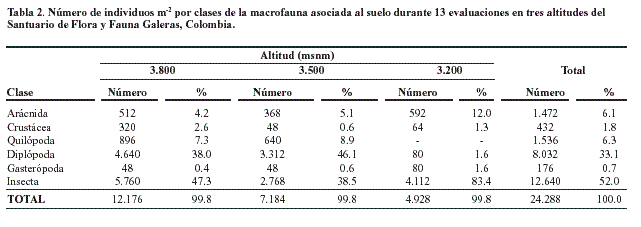 Tabla 2. Número de individuos m-2 por clases de la macrofauna asociada al suelo durante 13 evaluaciones en tres altitudes del
Santuario de Flora y Fauna Galeras, Colombia.
Altitud (msnm)
3.800 3.500 3.200 Total
Clase Número % Número % Número % Número %
Arácnida 512 4.2 368 5.1 592 12.0 1.472 6.1
Crustácea 320 2.6 48 0.6 64 1.3 432 1.8
Quilópoda 896 7.3 640 8.9 - - 1.536 6.3
Diplópoda 4.640 38.0 3.312 46.1 80 1.6 8.032 33.1
Gasterópoda 48 0.4 48 0.6 80 1.6 176 0.7
Insecta 5.760 47.3 2.768 38.5 4.112 83.4 12.640 52.0
TOTAL 12.176 99.8 7.184 99.8 4.928 99.8 24.288 100.0